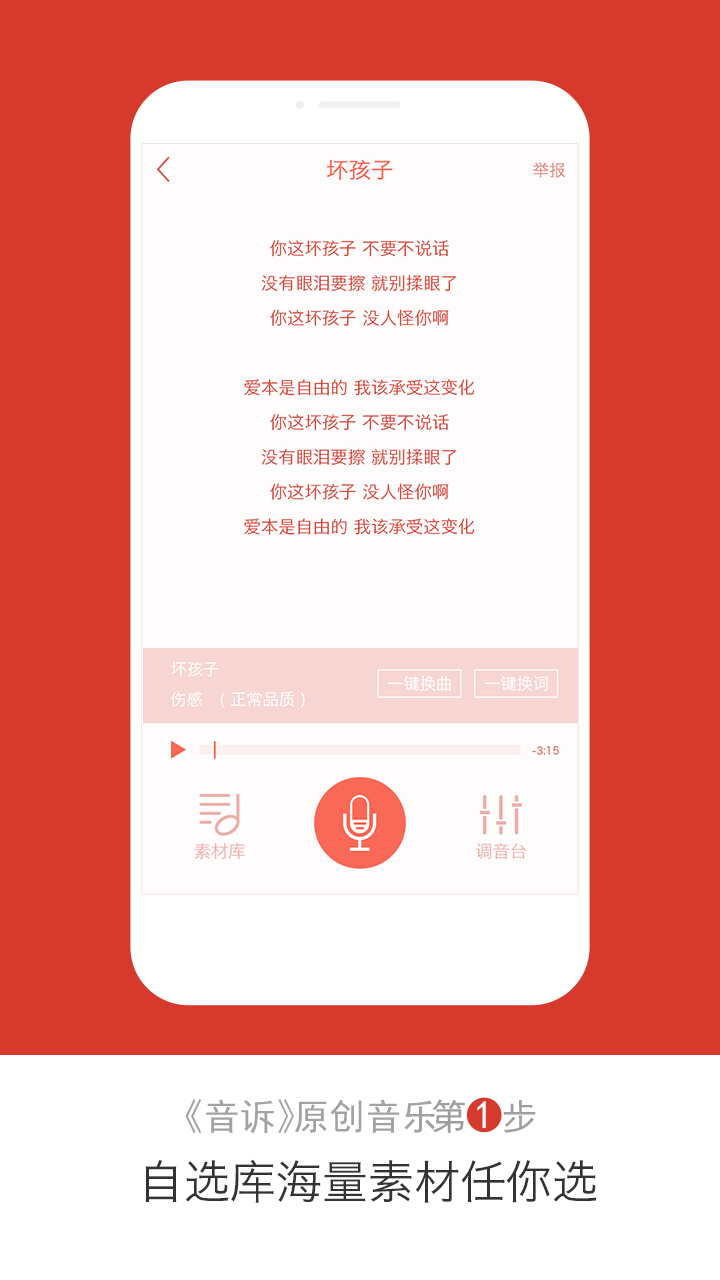 坏孩子
举报
你这坏孩子 不要不说话
没有眼泪要擦 就别揉眼了
你这坏孩子 没人怪你啊
爱本是自由的 我该承受这变化
你这坏孩子 不要不说话
没有眼泪要擦 就别揉眼了
你这坏孩子 没人怪你啊
爱本是自由的 我该承受这变化
坏孩子
伤感 (正常品质)
一键换曲
一键换词
-3:15
素材库
调音台
《音诉》原创音乐第1步
自选库海量素材任你选